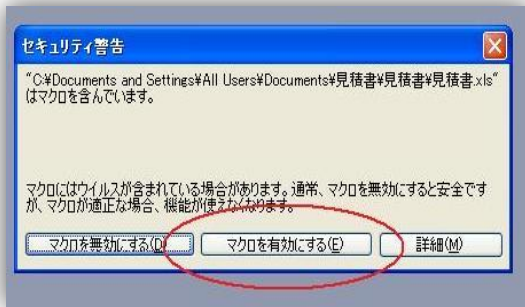 セキュリティ警告
"C:¥Documents and Settings¥All Users¥Documents¥見積書¥見積書¥見積書.xls"
はマクロを含んでいます。
マクロにはウイルスが含まれている場合があります。通常、マクロを無効にすると安全です
が、マクロが適正な場合、機能が使えなくなります。
マクロを無効にする(D) マクロを有効にする(E) 詳細(M)